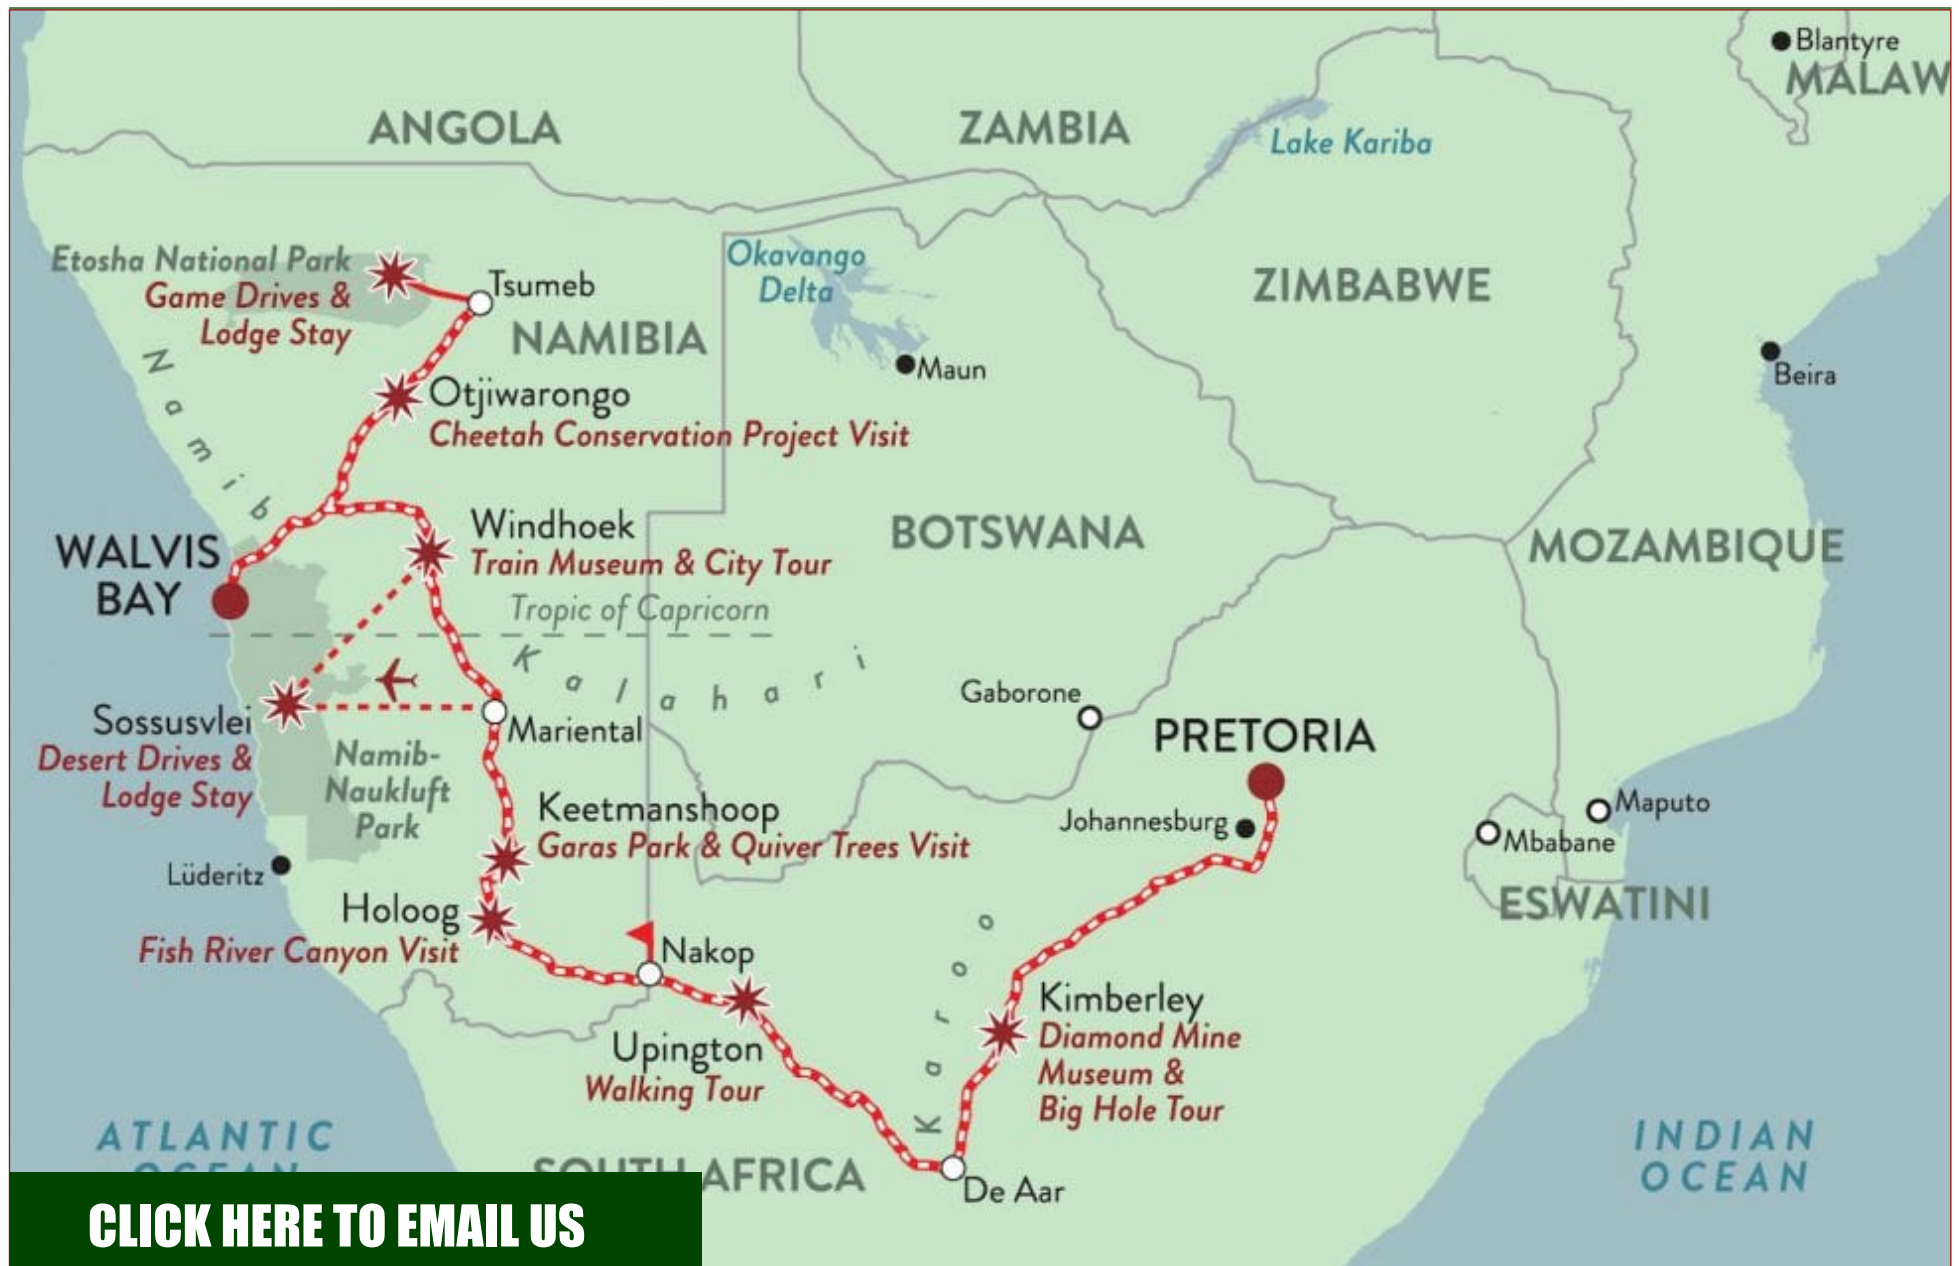 Blantyre
MALAW
ANGOLA
ZAMBIA
Lake Kariba
Etosha National Park
Game Drives &
Lodge Stay
Tsumeb
NAMIBIA
Okavango
Delta
ZIMBABWE
Maun
Beira
Namib
Otjiwarongo
Cheetah Conservation Project Visit
WALVIS
BAY
Windhoek
Train Museum & City Tour
BOTSWANA
MOZAMBIQUE
Tropic of Capricorn
Kalahari
Sossusvlei
Desert Drives &
Lodge Stay
Mariental
Namib-
Naukluft
Park
Gaborone
PRETORIA
Johannesburg
Maputo
Mbabane
ESWATINI
Keetmanshoop
Garas Park & Quiver Trees Visit
Lüderitz
Holoog
Fish River Canyon Visit
Nakop
Karoo
Upington
Walking Tour
Kimberley
Diamond Mine
Museum &
Big Hole Tour
De Aar
SOUTH AFRICA
ATLANTIC
OCEAN
INDIAN
OCEAN
CLICK HERE TO EMAIL US